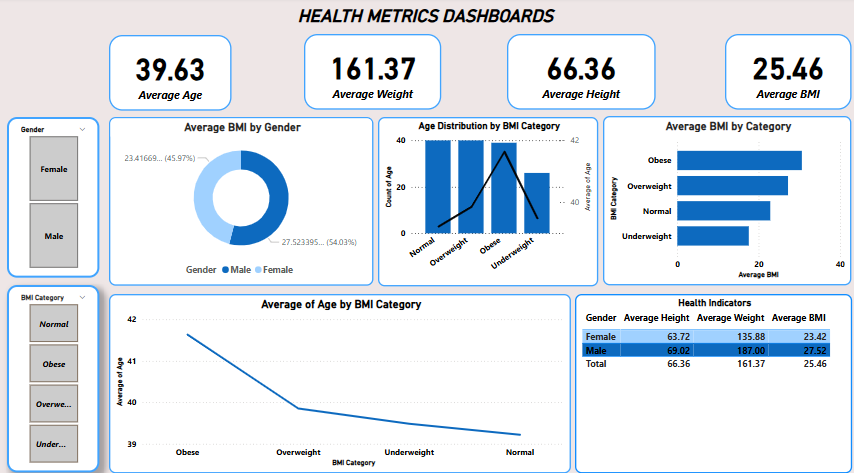 HEALTH METRICS DASHBOARDS
39.63
Average Age
161.37
Average Weight
66.36
Average Height
25.46
Average BMI
Gender
Female
Male
BMI Category
Normal
Obese
Overwe...
Under...
Average BMI by Gender
23.41669... (45.97%)
27.523395... (54.03%)
Gender Male Female
Age Distribution by BMI Category
Count of Age
40
20
0
42
40
Average of Age
Normal
Overweight
Obese
Underweight
Average BMI by Category
BMI Category
Obese
Overweight
Normal
Underweight
0 20 40
Average BMI
Average of Age by BMI Category
Average of Age
42
41
40
39
Obese Overweight Underweight Normal
BMI Category
Health Indicators
Gender Average Height Average Weight Average BMI
Female 63.72 135.88 23.42
Male 69.02 187.00 27.52
Total 66.36 161.37 25.46